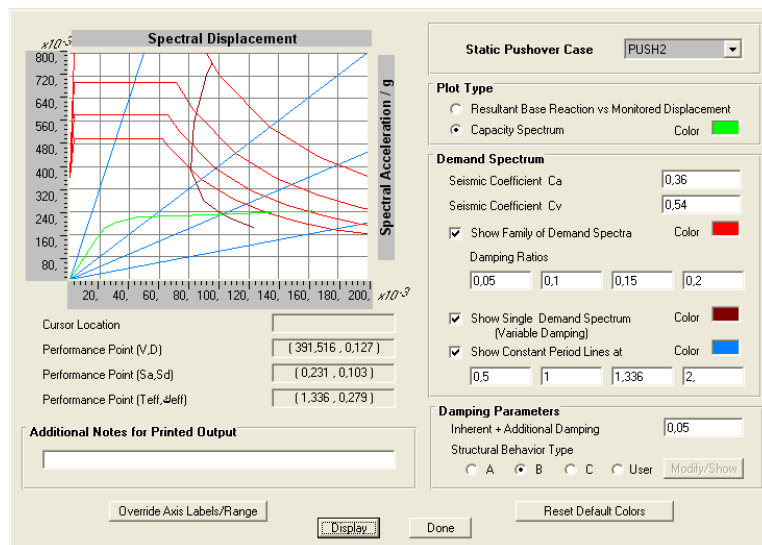 Spectral Displacement
x10-3
800,
720,
640,
560,
480,
400,
320,
240,
160,
80,
20, 40, 60, 80, 100, 120, 140, 160, 180, 200, x10-3
Spectral Acceleration / g
Cursor Location
Performance Point (V,D) ( 391,516 , 0,127 )
Performance Point (Sa,Sd) ( 0,231 , 0,103 )
Performance Point (Teff,ﻙeff) ( 1,336 , 0,279 )
Additional Notes for Printed Output
Override Axis Labels/Range
Display
Done
Static Pushover Case PUSH2
Plot Type
Resultant Base Reaction vs Monitored Displacement
Capacity Spectrum Color
Demand Spectrum
Seismic Coefficient Ca 0,36
Seismic Coefficient Cv 0,54
Show Family of Demand Spectra Color
Damping Ratios
0,05 0,1 0,15 0,2
Show Single Demand Spectrum Color
(Variable Damping)
Show Constant Period Lines at Color
0,5 1 1,336 2,
Damping Parameters
Inherent + Additional Damping 0,05
Structural Behavior Type
A B C User Modify/Show
Reset Default Colors